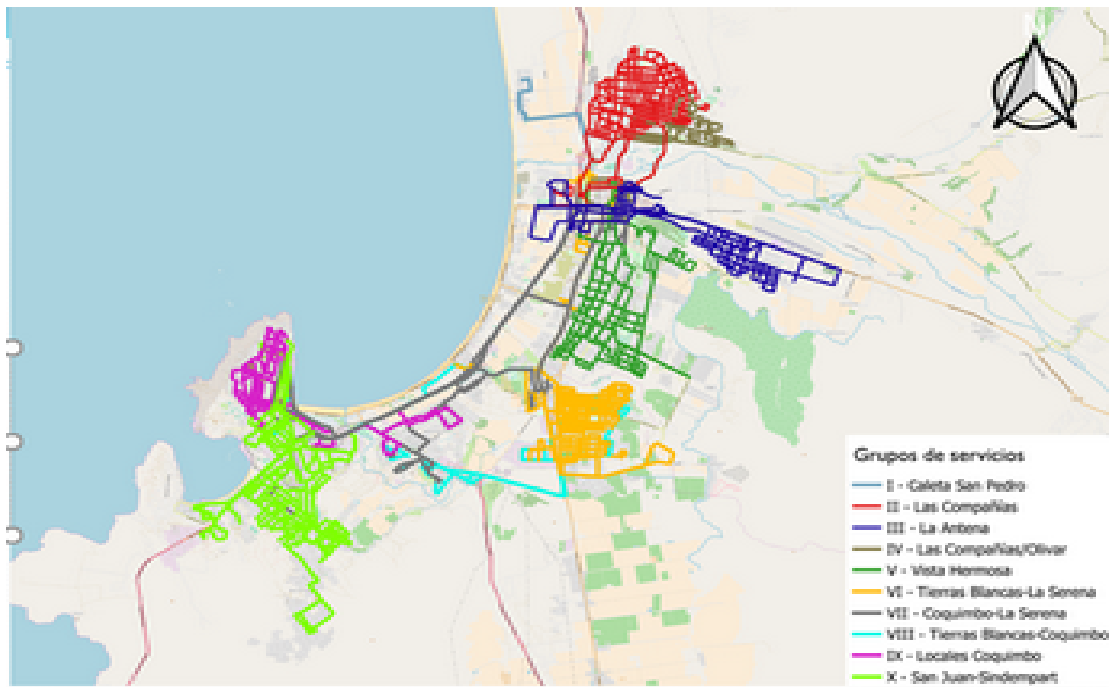 Grupos de servicios
I - Caleta San Pedro
II - Las Compañías
III - La Antena
IV - Las Compañías/Olivar
V - Vista Hermosa
VI - Tierras Blancas-La Serena
VII - Coquimbo-La Serena
VIII - Tierras Blancas-Coquimbo
IX - Locales Coquimbo
X - San Juan-Sindempart